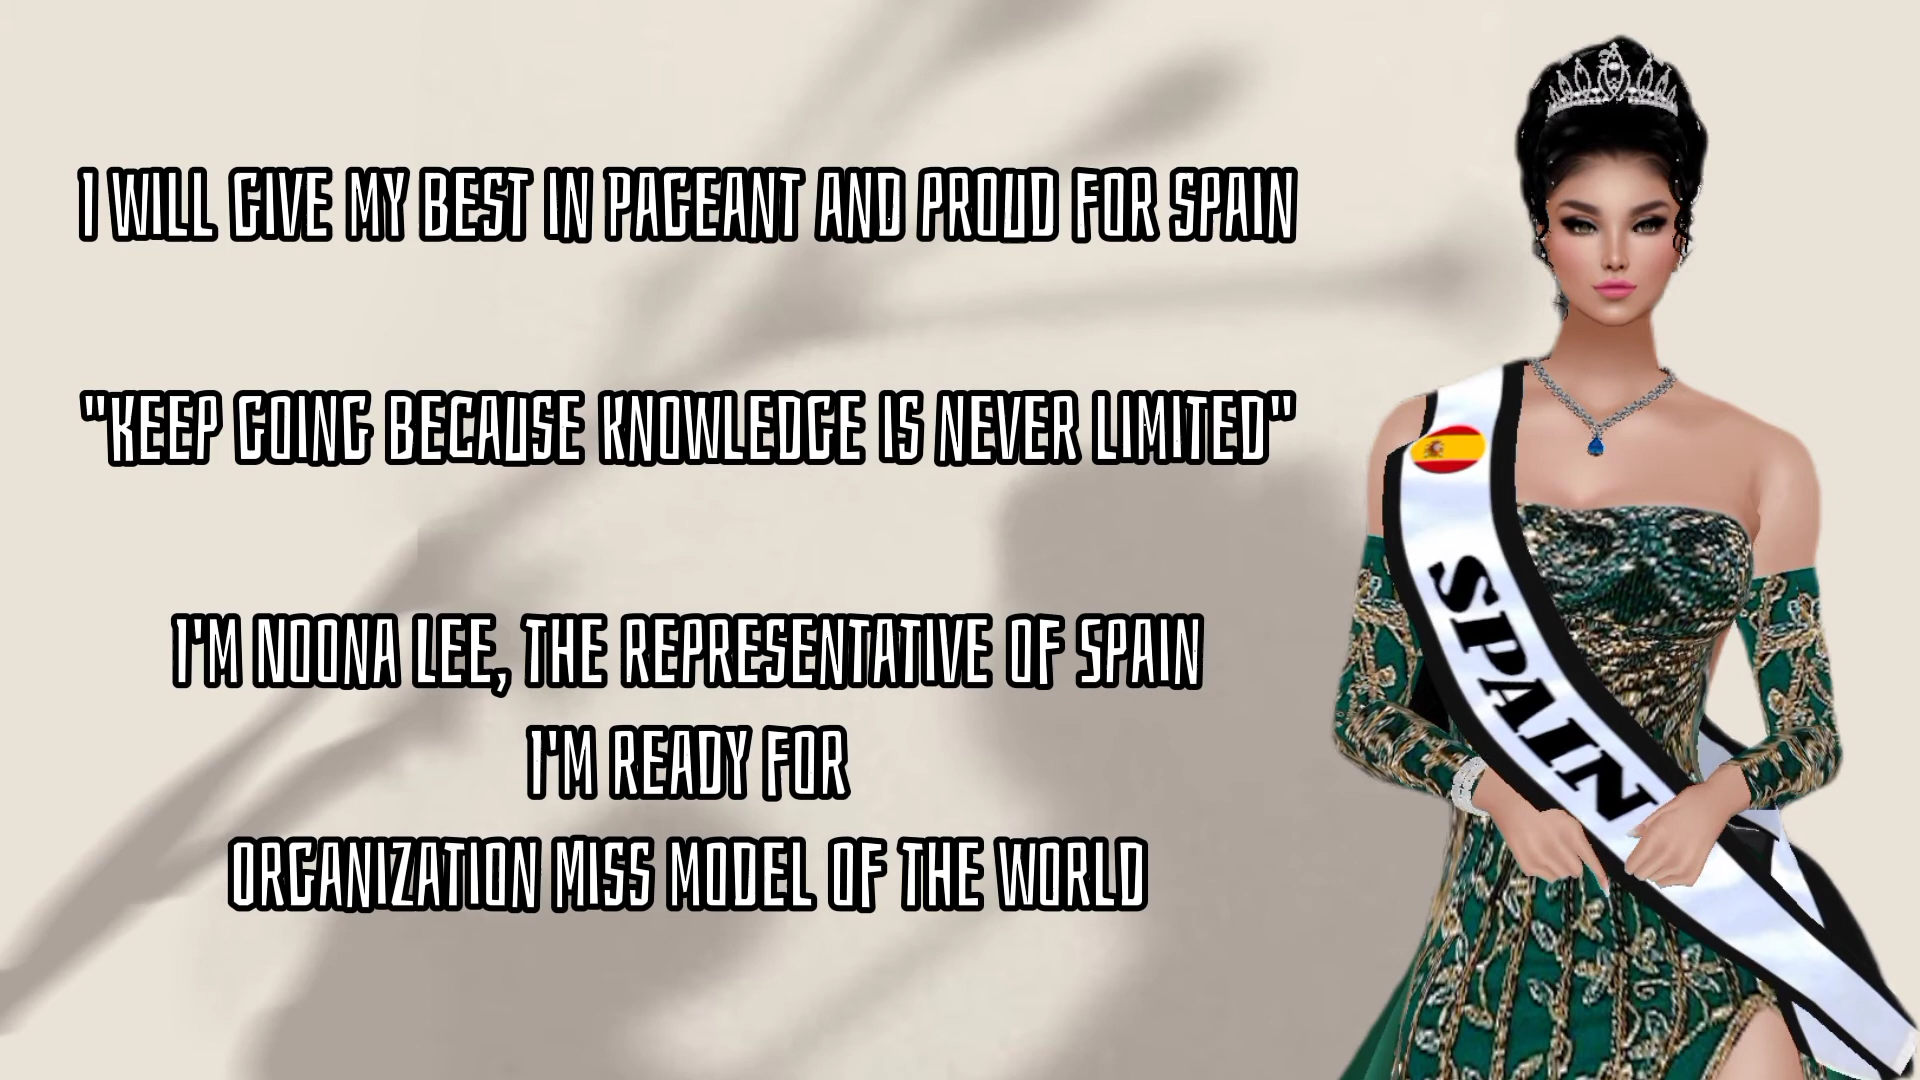 I WILL GIVE MY BEST IN PAGEANT AND PROUD FOR SPAIN
"KEEP GOING BECAUSE KNOWLEDGE IS NEVER LIMITED"
I'M NOONA LEE, THE REPRESENTATIVE OF SPAIN
I'M READY FOR
ORGANIZATION MISS MODEL OF THE WORLD
SPAIN